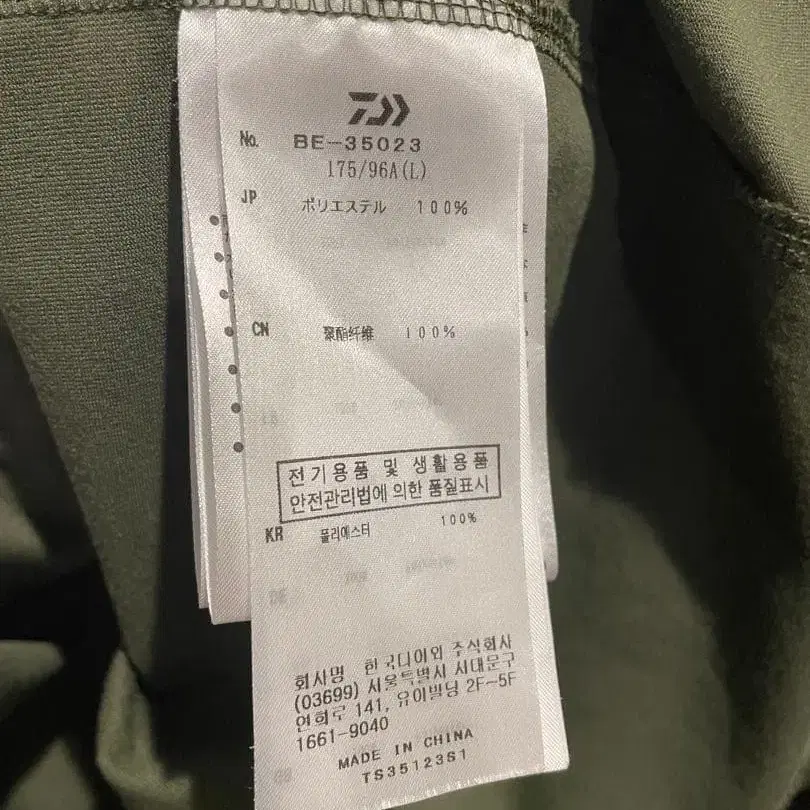 No. BE-35023
175/96A(L)
JP ポリエステル 100%
CN 聚酯纤维 100%
전기용품 및 생활용품
안전관리법에 의한 품질표시
KR 폴리에스터 100%
회사명 한국다이와 주식회사
(03699) 서울특별시 서대문구
연희로 141, 유이빌딩 2F~5F
1661-9040
MADE IN CHINA
TS35123S1